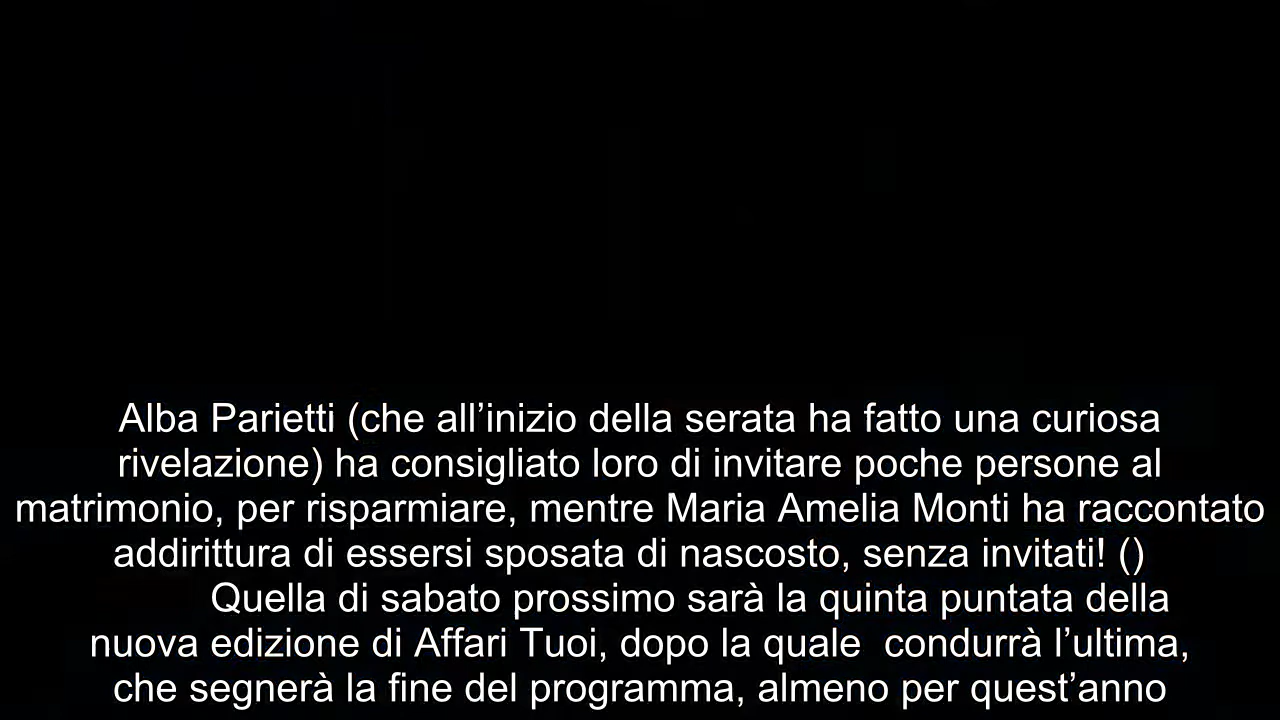 Alba Parietti (che all’inizio della serata ha fatto una curiosa
rivelazione) ha consigliato loro di invitare poche persone al
matrimonio, per risparmiare, mentre Maria Amelia Monti ha raccontato
addirittura di essersi sposata di nascosto, senza invitati! ()
Quella di sabato prossimo sarà la quinta puntata della
nuova edizione di Affari Tuoi, dopo la quale  condurrà l’ultima,
che segnerà la fine del programma, almeno per quest’anno